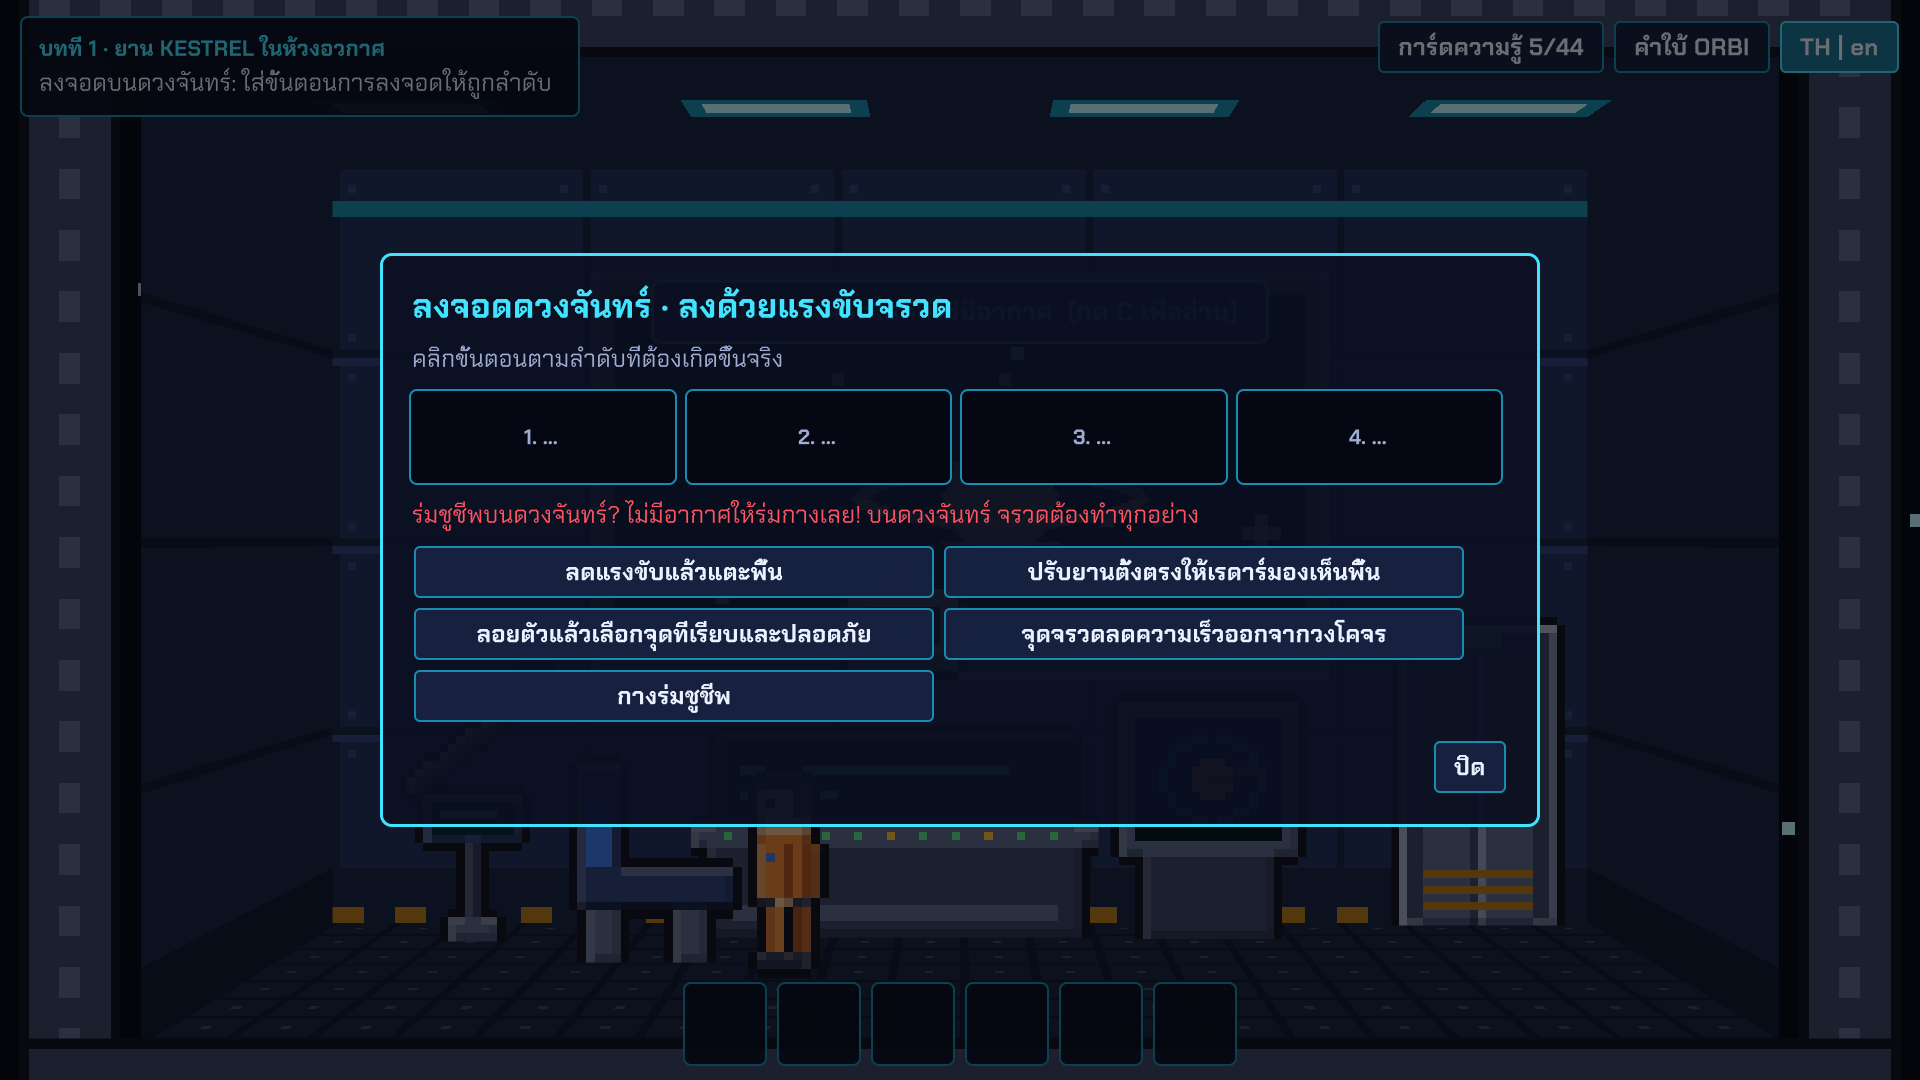 บทที่ 1 · ยาน KESTREL ในห้วงอวกาศ
ลงจอดบนดวงจันทร์: ใส่ขั้นตอนการลงจอดให้ถูกลำดับ
การ์ดความรู้ 5/44
คำใบ้ ORBI
TH | en
ลงจอดดวงจันทร์ · ลงด้วยแรงขับจรวด
มีอากาศ (กด C เพื่ออ่าน)
คลิกขั้นตอนตามลำดับที่ต้องเกิดขึ้นจริง
1. ...
2. ...
3. ...
4. ...
ร่มชูชีพบนดวงจันทร์? ไม่มีอากาศให้ร่มกางเลย! บนดวงจันทร์ จรวดต้องทำทุกอย่าง
ลดแรงขับแล้วแตะพื้น
ปรับยานตั้งตรงให้เรดาร์มองเห็นพื้น
ลอยตัวแล้วเลือกจุดที่เรียบและปลอดภัย
จุดจรวดลดความเร็วออกจากวงโคจร
กางร่มชูชีพ
ปิด